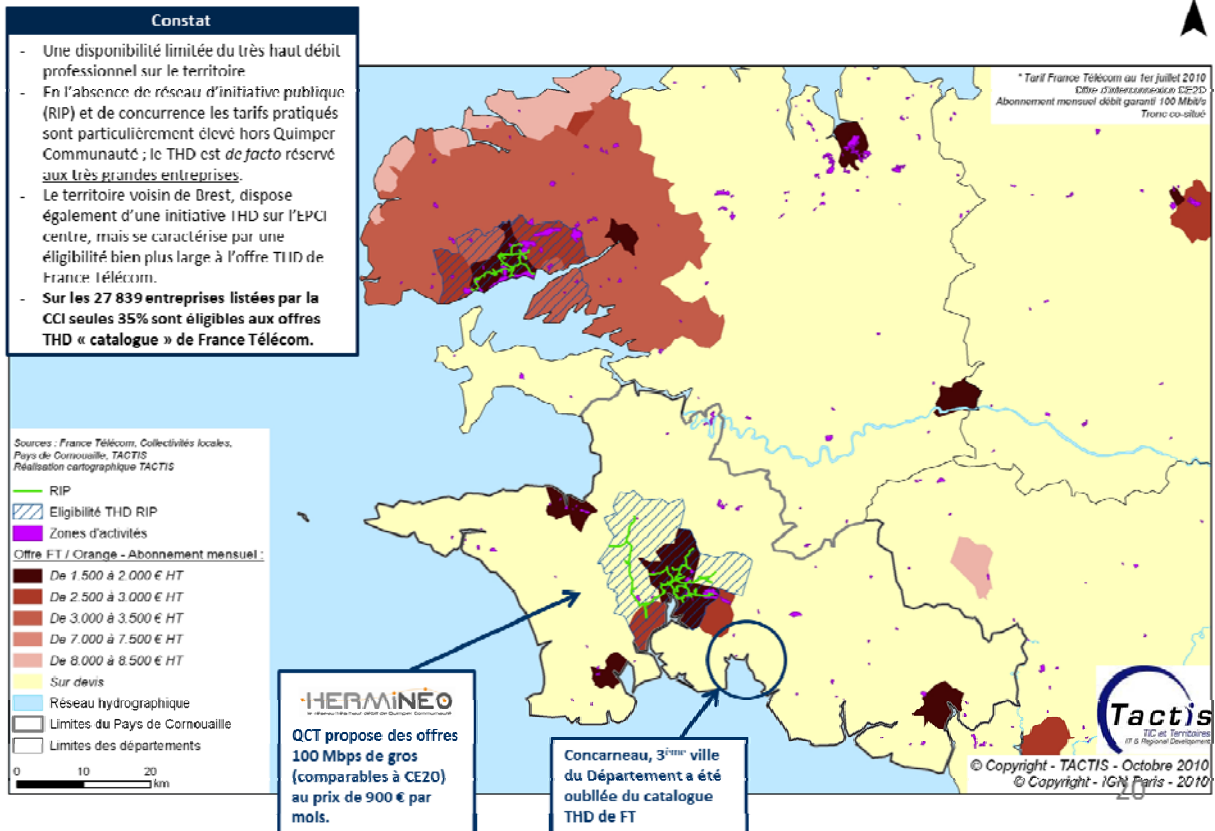 Constat
- Une disponibilité limitée du très haut débit
professionnel sur le territoire
- En l'absence de réseau d'initiative publique
(RIP) et de concurrence les tarifs pratiqués
sont particulièrement élevé hors Quimper
Communauté ; le THD est de facto réservé
aux très grandes entreprises.
- Le territoire voisin de Brest, dispose
également d'une initiative THD sur l'EPCI
centre, mais se caractérise par une
éligibilité bien plus large à l'offre THD de
France Télécom.
- Sur les 27 839 entreprises listées par la
CCI seules 35% sont éligibles aux offres
THD « catalogue » de France Télécom.
* Tarif France Télécom au 1er juillet 2010
Offre d'interconnexion CE2O
Abonnement mensuel débit garanti 100 Mbit/s
Tronc co-situé
Sources : France Télécom, Collectivités locales,
Pays de Cornouaille, TACTIS
Réalisation cartographique TACTIS
RIP
Eligibilité THD RIP
Zones d'activités
Offre FT / Orange - Abonnement mensuel :
De 1.500 à 2.000 € HT
De 2.500 à 3.000 € HT
De 3.000 à 3.500 € HT
De 7.000 à 7.500 € HT
De 8.000 à 8.500 € HT
Sur devis
Réseau hydrographique
Limites du Pays de Cornouaille
Limites des départements
0 10 20
km
HERMINÉO
QCT propose des offres
100 Mbps de gros
(comparables à CE20)
au prix de 900 € par
mois.
Concarneau, 3ème ville
du Département a été
oubliée du catalogue
THD de FT
Tactis
TIC et Territoires
IT & Regional Development
© Copyright - TACTIS - Octobre 2010
© Copyright - IGN Paris - 2010
20